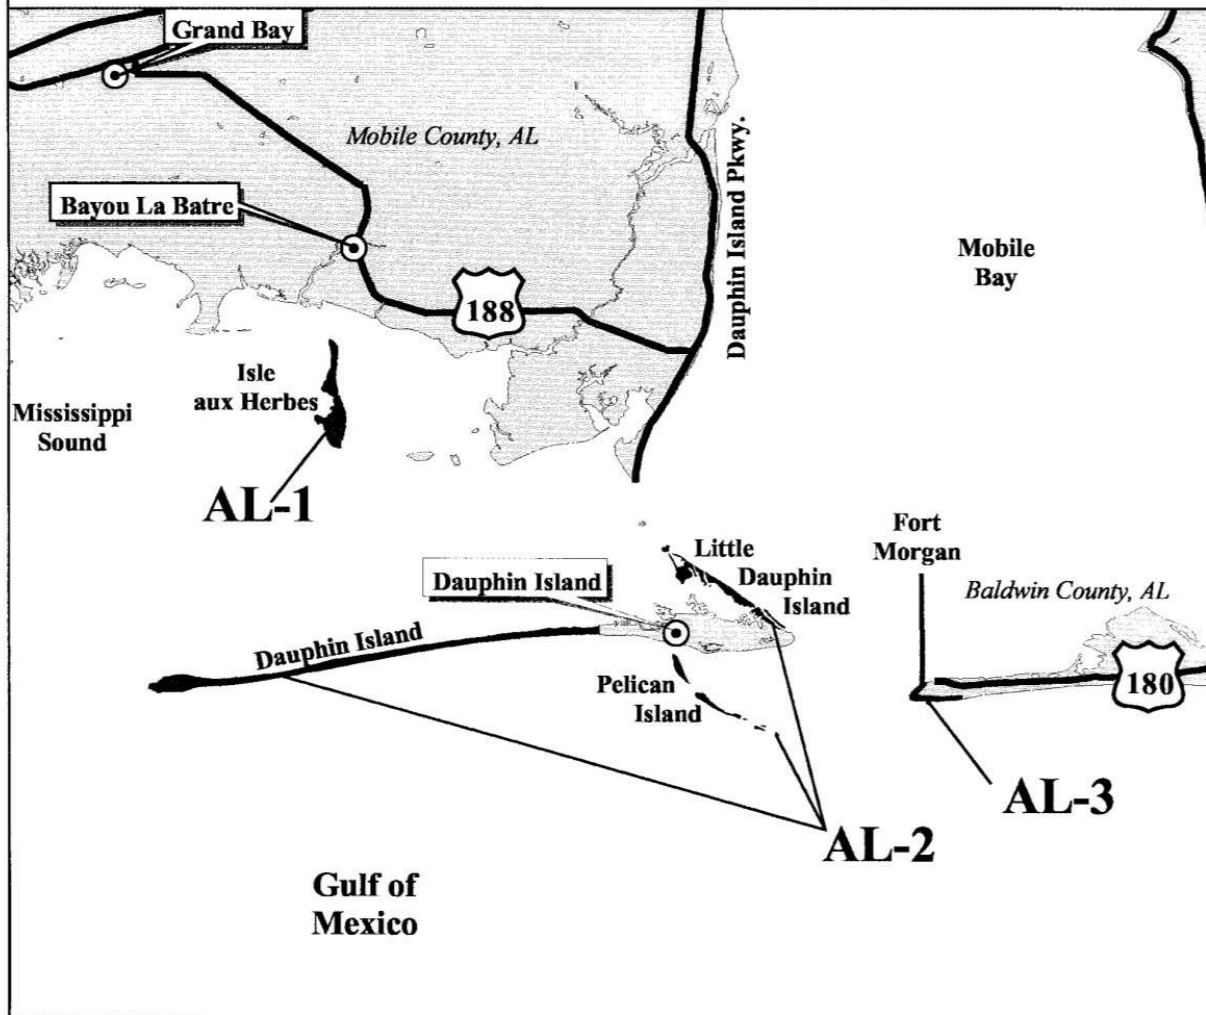 Grand Bay
Mobile County, AL
Dauphin Island Pkwy.
Bayou La Batre
Mobile
Bay
188
Isle
aux Herbes
Mississippi
Sound
AL-1
Fort
Morgan
Little
Dauphin
Island
Dauphin Island
Baldwin County, AL
Dauphin Island
Pelican
Island
180
AL-3
AL-2
Gulf of
Mexico